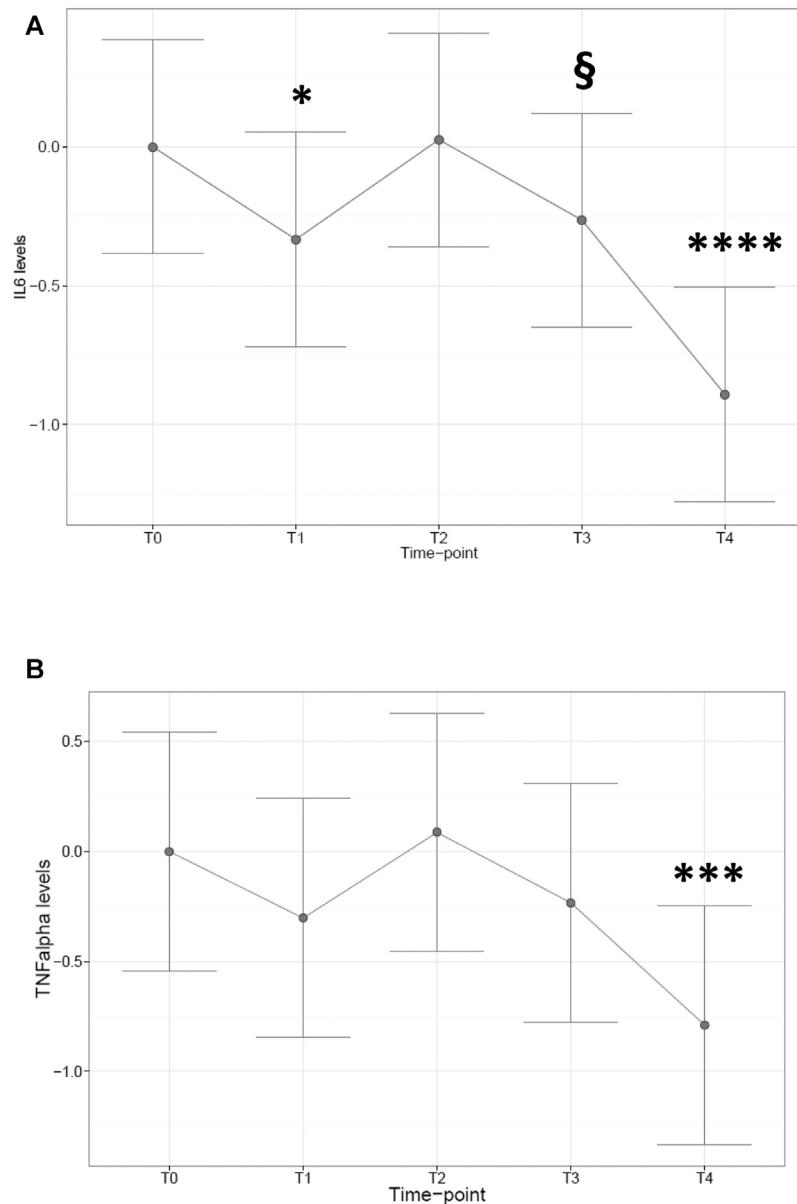 A
*
§
****
0.0
−0.5
−1.0
IL6 levels
T0 T1 T2 T3 T4
Time−point
B
0.5
0.0
***
−0.5
−1.0
TNFalpha levels
T0 T1 T2 T3 T4
Time−point